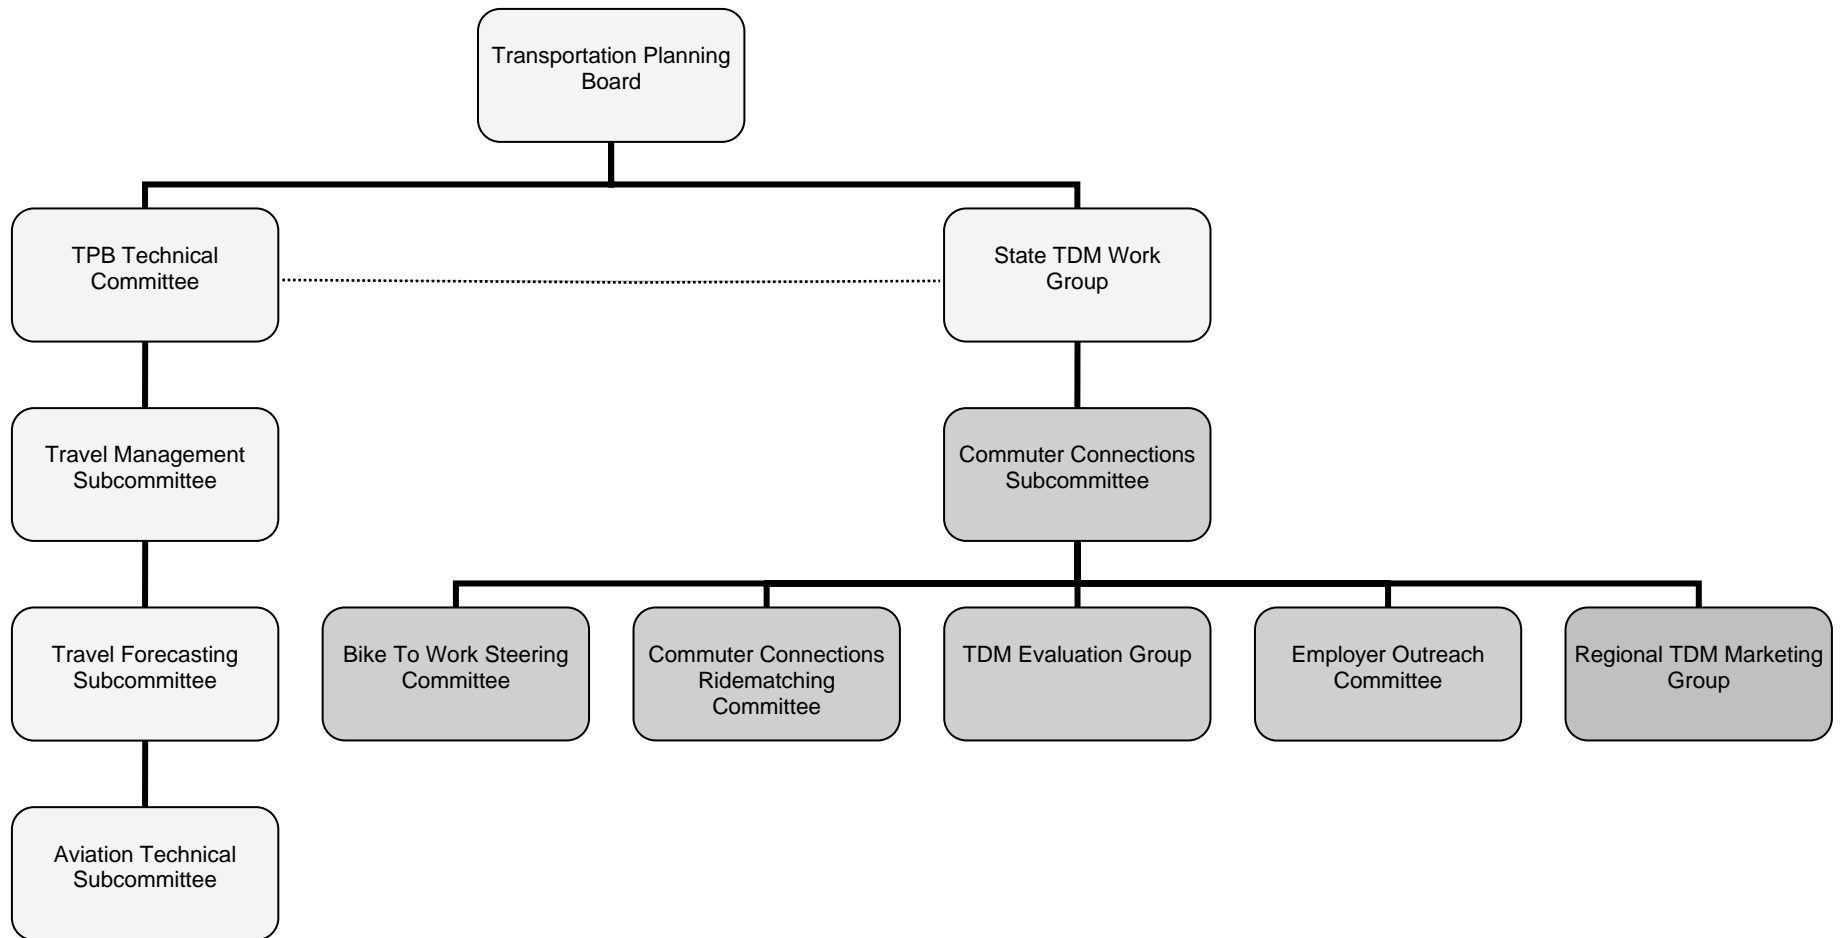 Transportation Planning
Board
TPB Technical
Committee
State TDM Work
Group
Travel Management
Subcommittee
Commuter Connections
Subcommittee
Travel Forecasting
Subcommittee
Bike To Work Steering
Committee
Commuter Connections
Ridematching
Committee
TDM Evaluation Group
Employer Outreach
Committee
Regional TDM Marketing
Group
Aviation Technical
Subcommittee